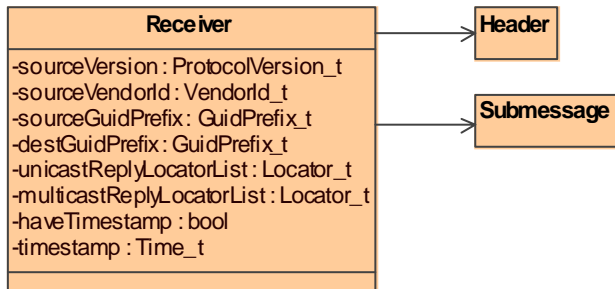 Receiver
-sourceVersion : ProtocolVersion_t
-sourceVendorId : VendorId_t
-sourceGuidPrefix : GuidPrefix_t
-destGuidPrefix : GuidPrefix_t
-unicastReplyLocatorList : Locator_t
-multicastReplyLocatorList : Locator_t
-haveTimestamp : bool
-timestamp : Time_t
Header
Submessage